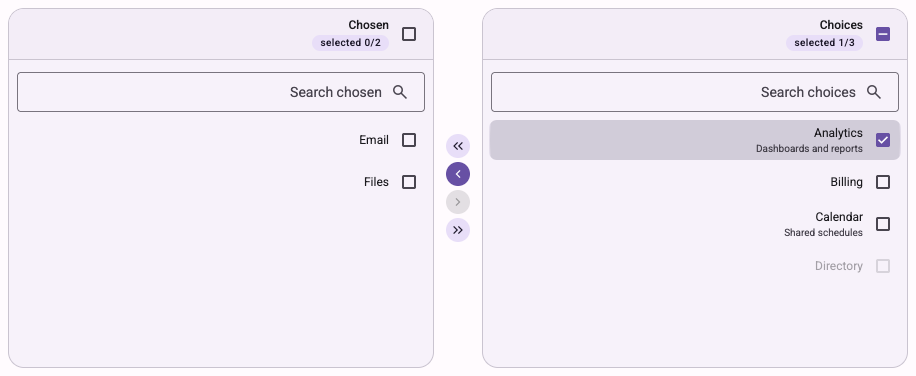 Chosen
selected 0/2
Search chosen
Email
Files
Choices
selected 1/3
Search choices
Analytics
Dashboards and reports
Billing
Calendar
Shared schedules
Directory